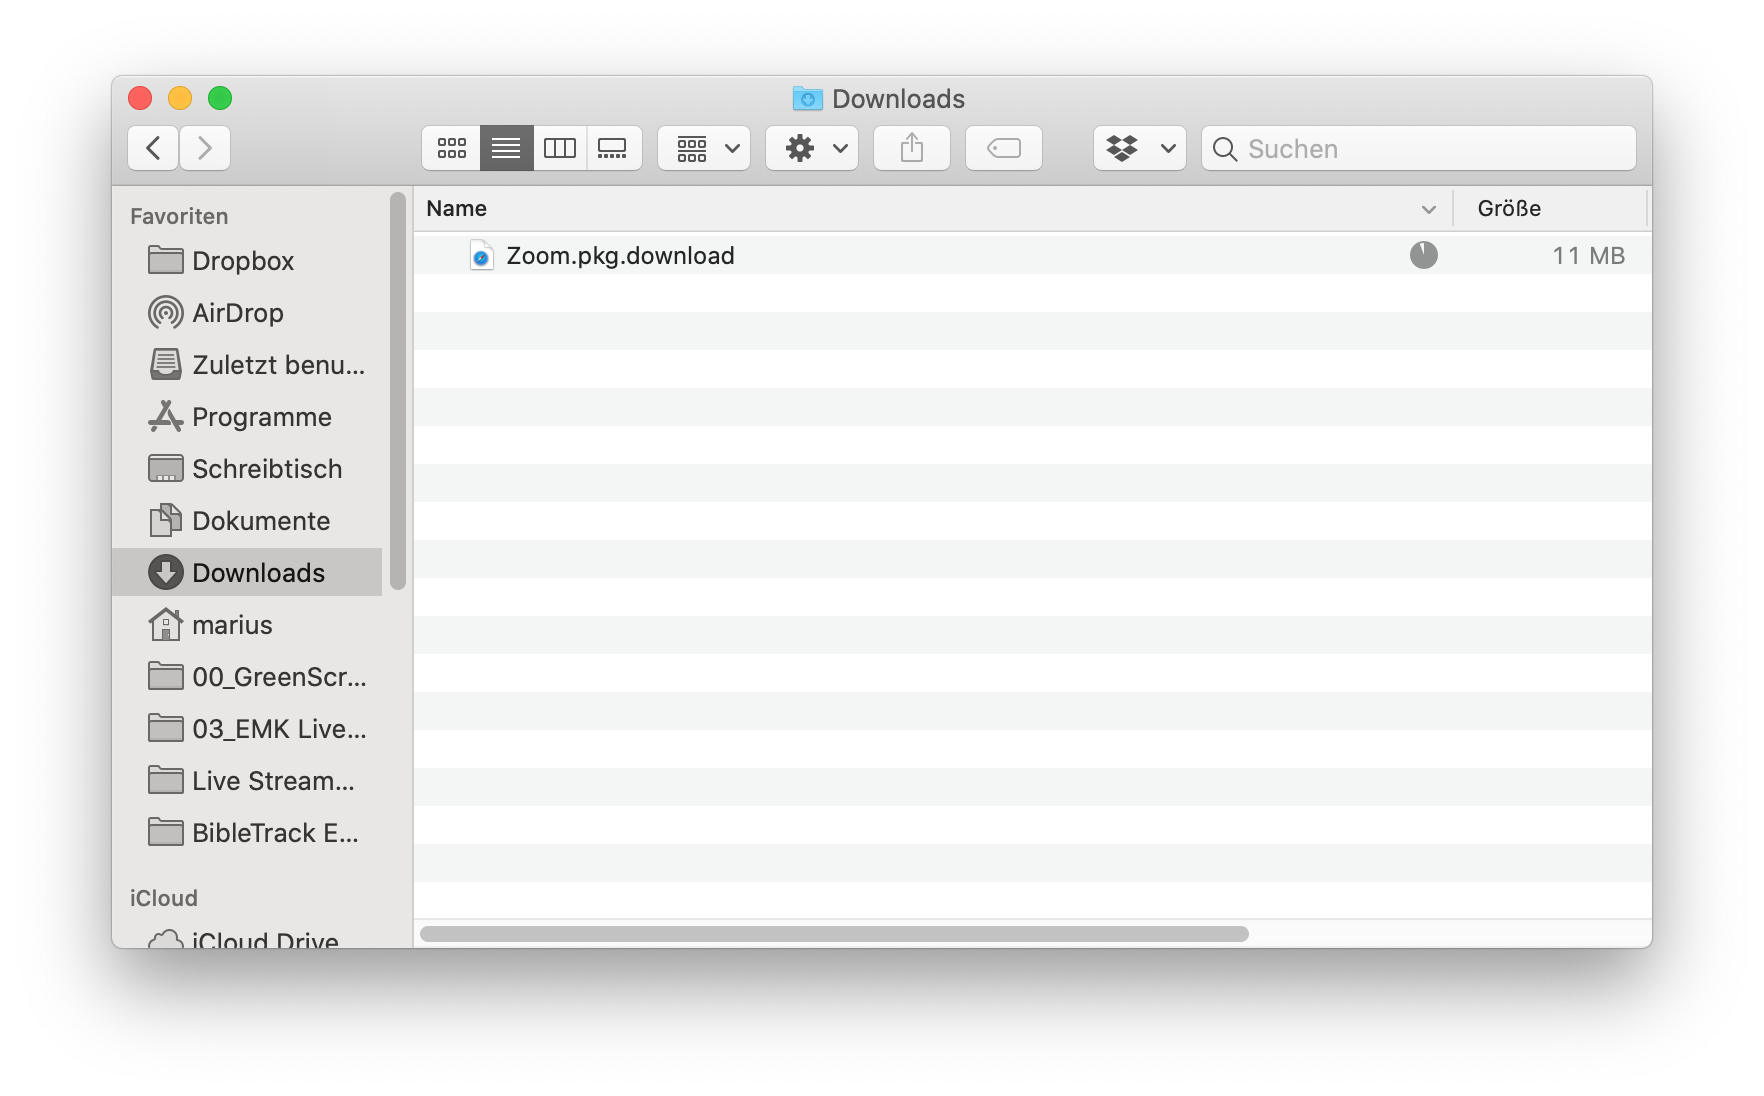 Downloads
Suchen
Favoriten
Dropbox
AirDrop
Zuletzt benu...
Programme
Schreibtisch
Dokumente
Downloads
marius
00_GreenScr...
03_EMK Live...
Live Stream...
BibleTrack E...
iCloud
iCloud Drive
Name
Größe
Zoom.pkg.download
11 MB